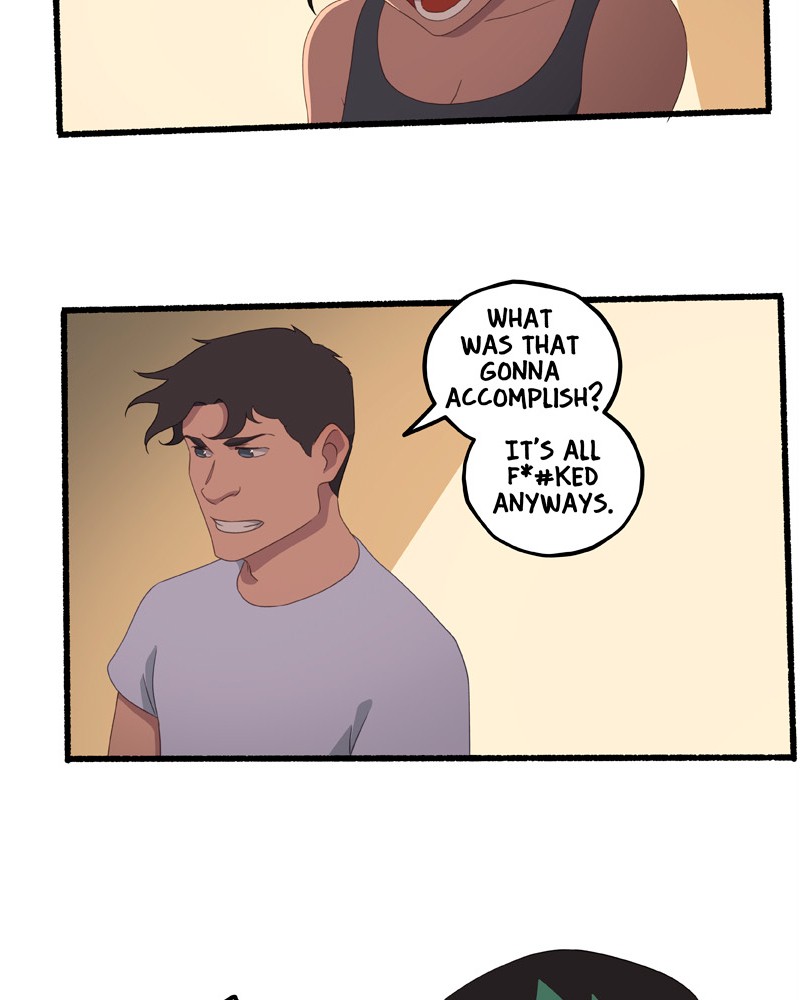 WHAT
WAS THAT
GONNA
ACCOMPLISH?
IT'S ALL
F*#KED
ANYWAYS.